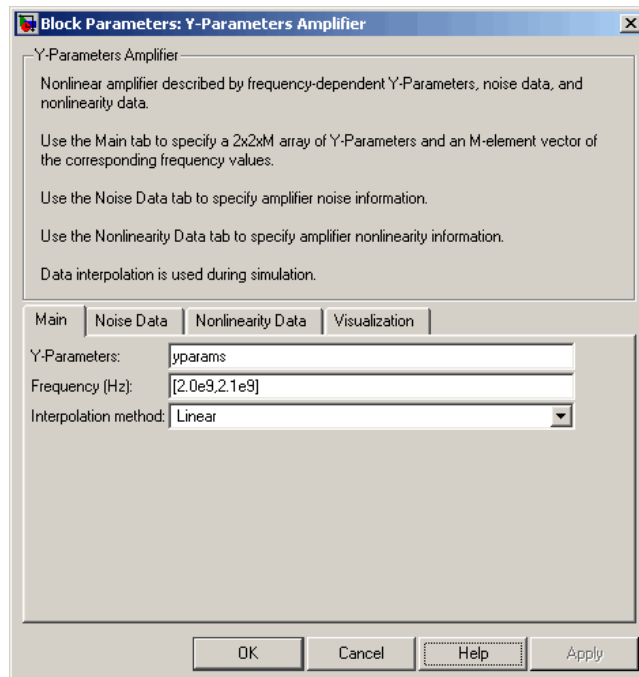 Block Parameters: Y-Parameters Amplifier
Y-Parameters Amplifier
Nonlinear amplifier described by frequency-dependent Y-Parameters, noise data, and
nonlinearity data.
Use the Main tab to specify a 2x2xM array of Y-Parameters and an M-element vector of
the corresponding frequency values.
Use the Noise Data tab to specify amplifier noise information.
Use the Nonlinearity Data tab to specify amplifier nonlinearity information.
Data interpolation is used during simulation.
Main Noise Data Nonlinearity Data Visualization
Y-Parameters: yparams
Frequency (Hz): [2.0e9,2.1e9]
Interpolation method: Linear
OK Cancel Help Apply